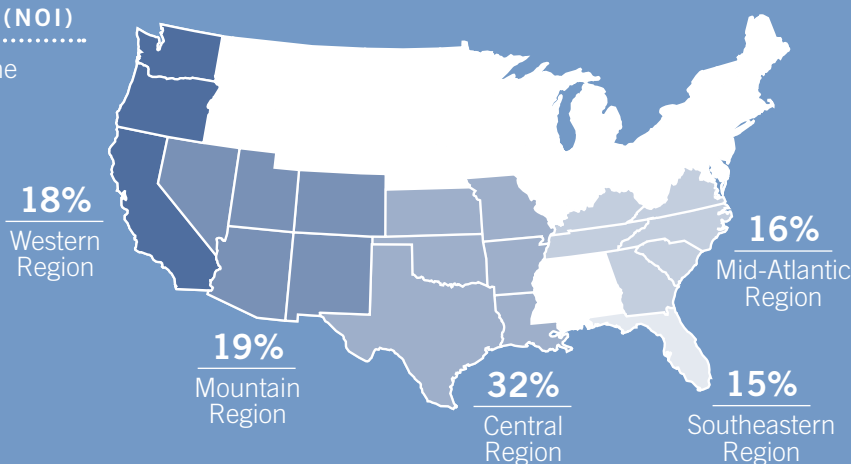 (NOI)
18%
Western
Region
19%
Mountain
Region
32%
Central
Region
16%
Mid-Atlantic
Region
15%
Southeastern
Region